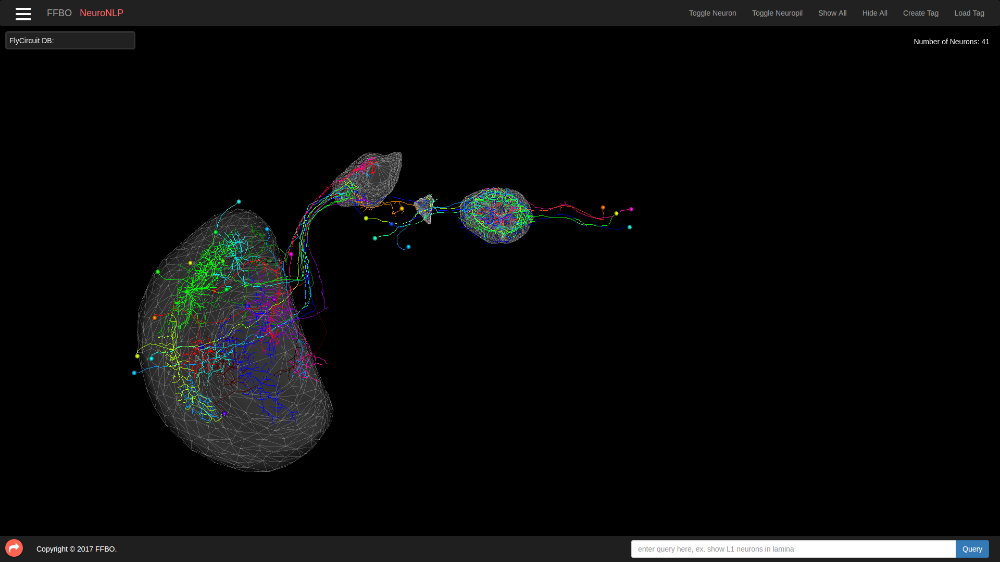 FFBO NeuroNLP Toggle Neuron Toggle Neuropil Show All Hide All Create Tag Load Tag
FlyCircuit DB:
Number of Neurons: 41
Copyright © 2017 FFBO.
enter query here, ex. show L1 neurons in lamina
Query